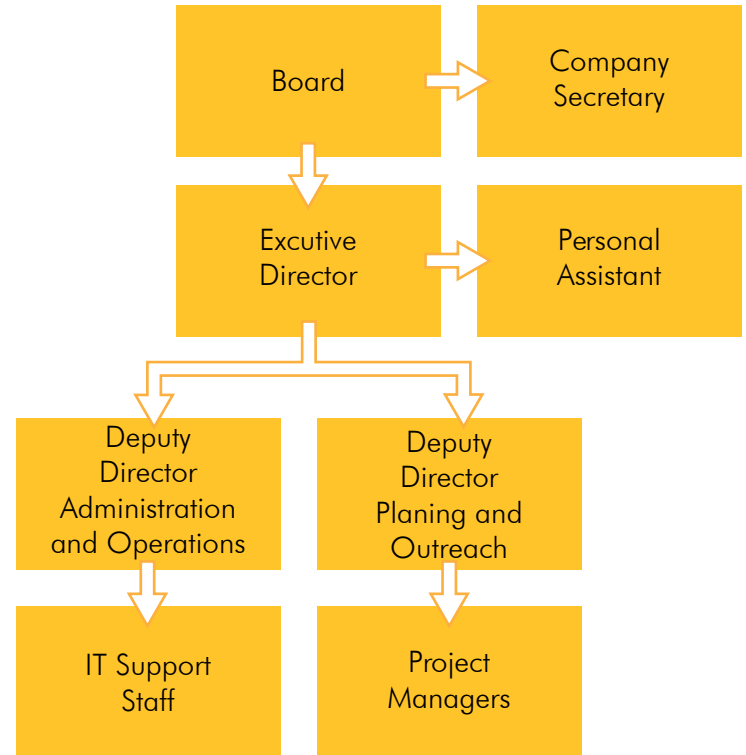 Board
Company
Secretary
Excutive
Director
Personal
Assistant
Deputy
Director
Administration
and Operations
Deputy
Director
Planing and
Outreach
IT Support
Staff
Project
Managers